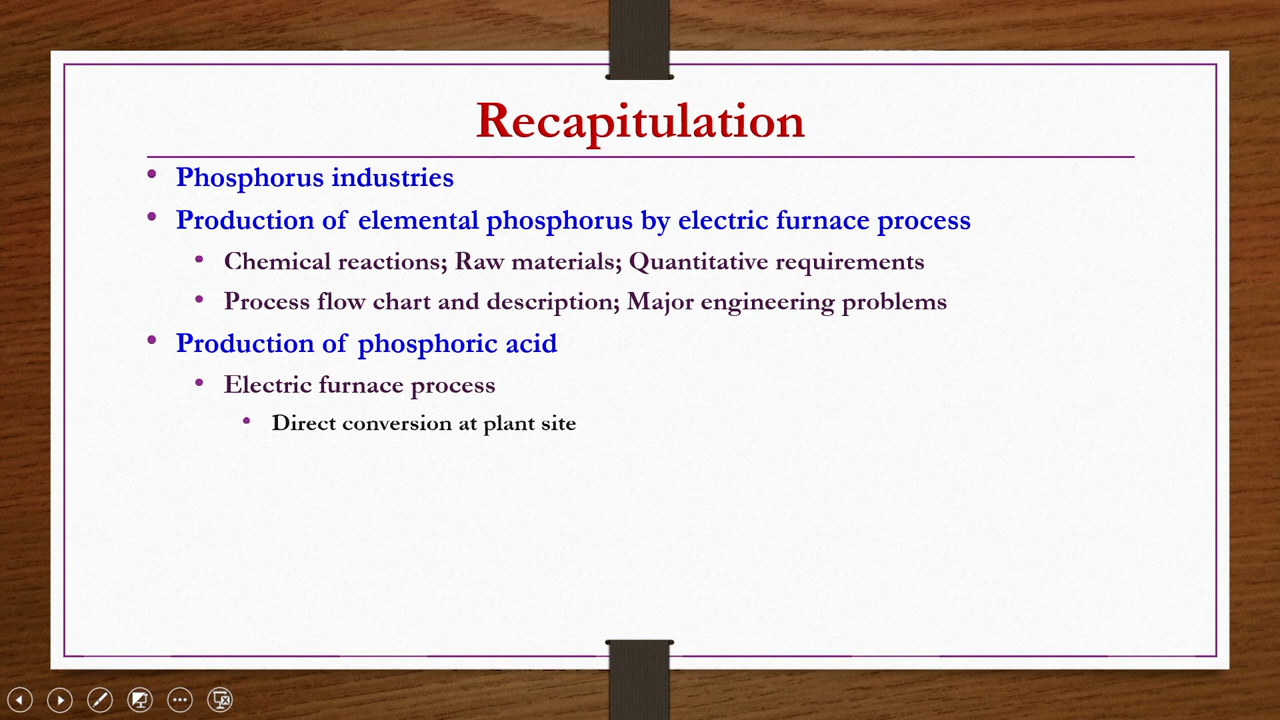 Recapitulation
• Phosphorus industries
• Production of elemental phosphorus by electric furnace process
• Chemical reactions; Raw materials; Quantitative requirements
• Process flow chart and description; Major engineering problems
• Production of phosphoric acid
• Electric furnace process
• Direct conversion at plant site